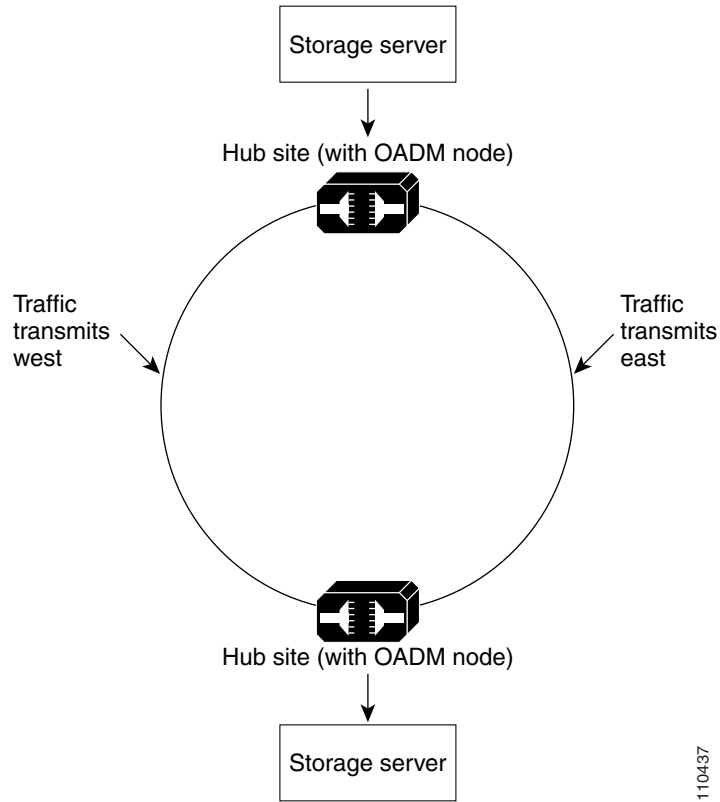 Storage server
Hub site (with OADM node)
Traffic
transmits
west
Traffic
transmits
east
Hub site (with OADM node)
Storage server
110437